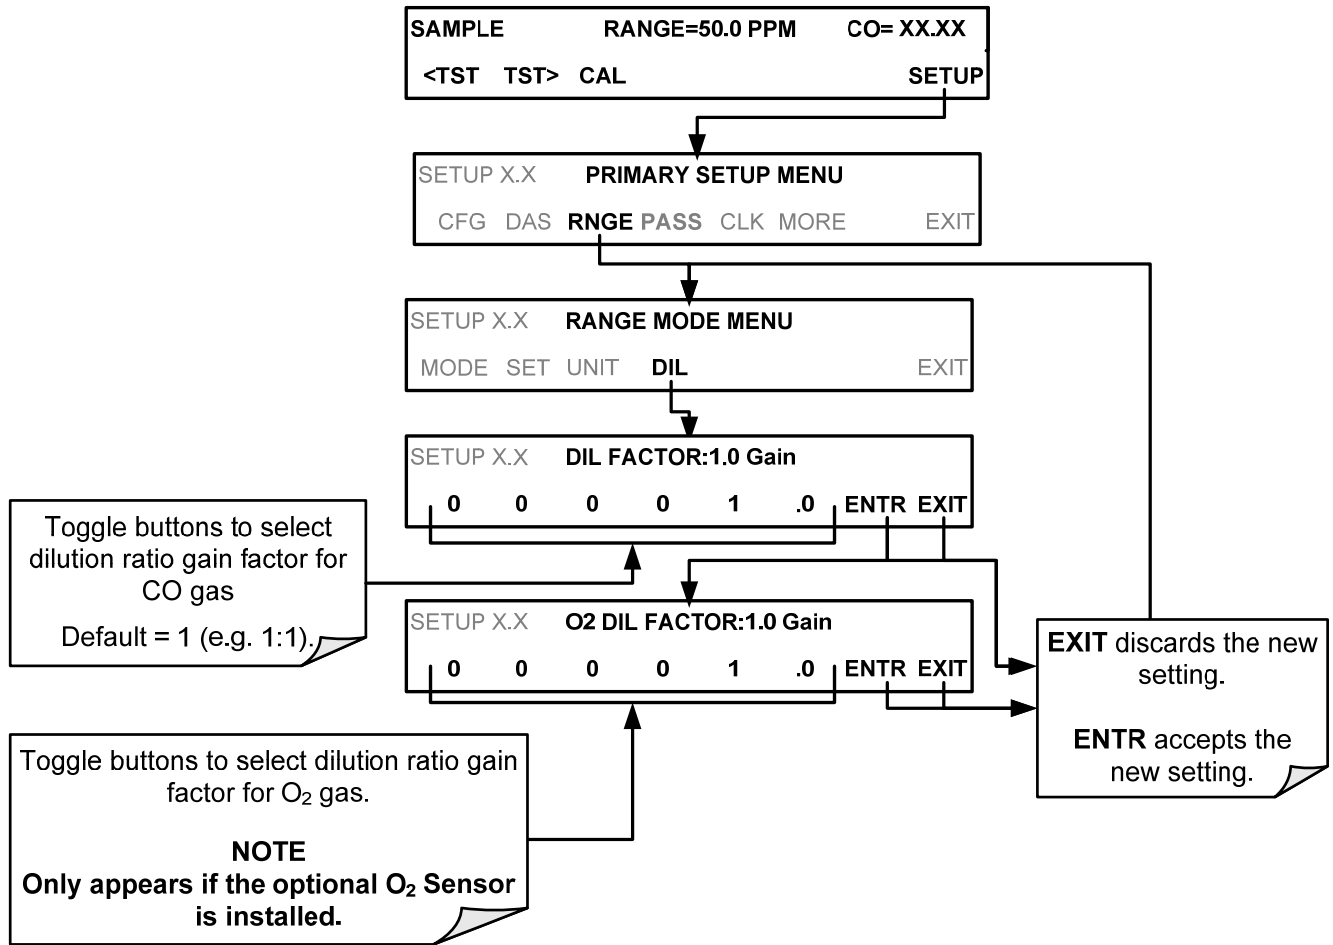 SAMPLE RANGE=50.0 PPM CO= XX.XX
<TST TST> CAL SETUP
SETUP X.X PRIMARY SETUP MENU
CFG DAS RNGE PASS CLK MORE EXIT
SETUP X.X RANGE MODE MENU
MODE SET UNIT DIL EXIT
SETUP X.X DIL FACTOR:1.0 Gain
0 0 0 0 1 .0 ENTR EXIT
Toggle buttons to select
dilution ratio gain factor for
CO gas
Default = 1 (e.g. 1:1).
SETUP X.X O2 DIL FACTOR:1.0 Gain
0 0 0 0 1 .0 ENTR EXIT
EXIT discards the new
setting.
ENTR accepts the
new setting.
Toggle buttons to select dilution ratio gain
factor for O₂ gas.
NOTE
Only appears if the optional O₂ Sensor
is installed.